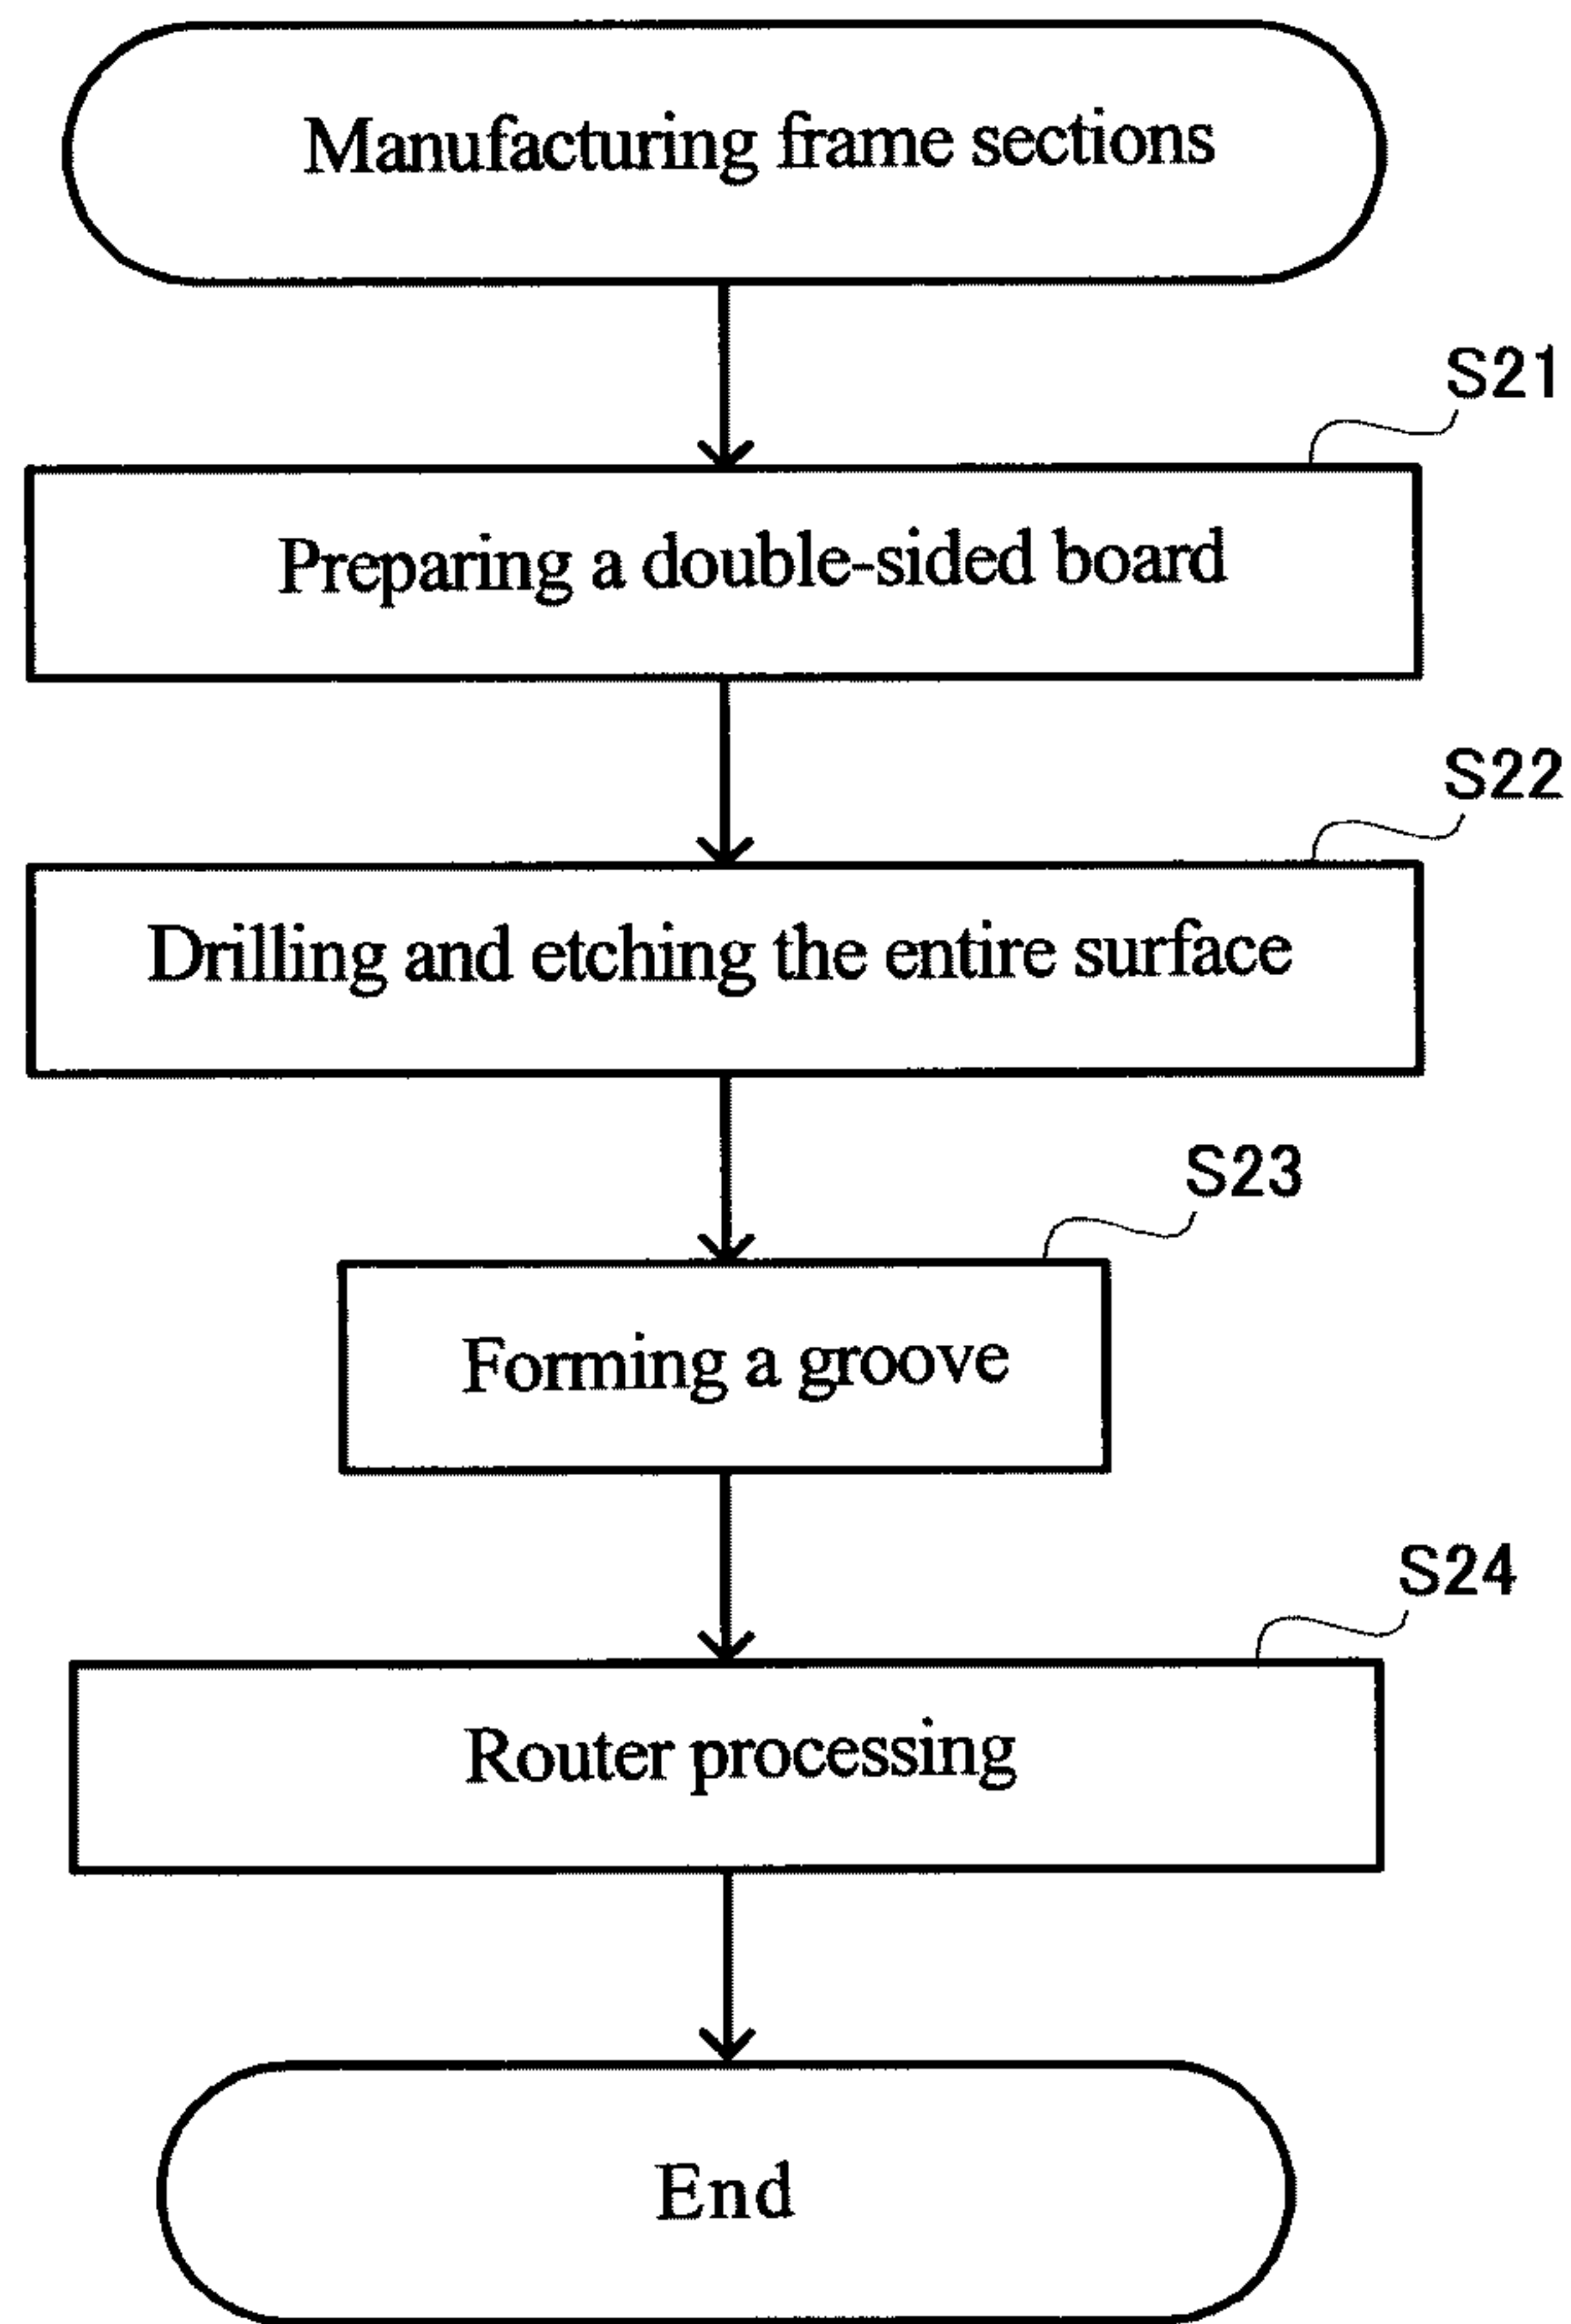 Manufacturing frame sections
S21
Preparing a double-sided board
S22
Drilling and etching the entire surface
S23
Forming a groove
S24
Router processing
End